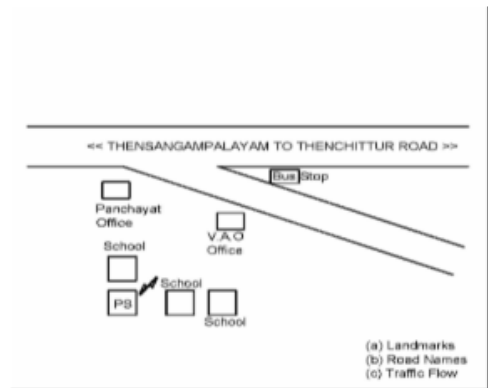 << THENSANGAMPALAYAM TO THENCHITTUR ROAD >>
Bus Stop
Panchayat
Office
V.A.O
Office
School
School
PS
School
(a) Landmarks
(b) Road Names
(c) Traffic Flow